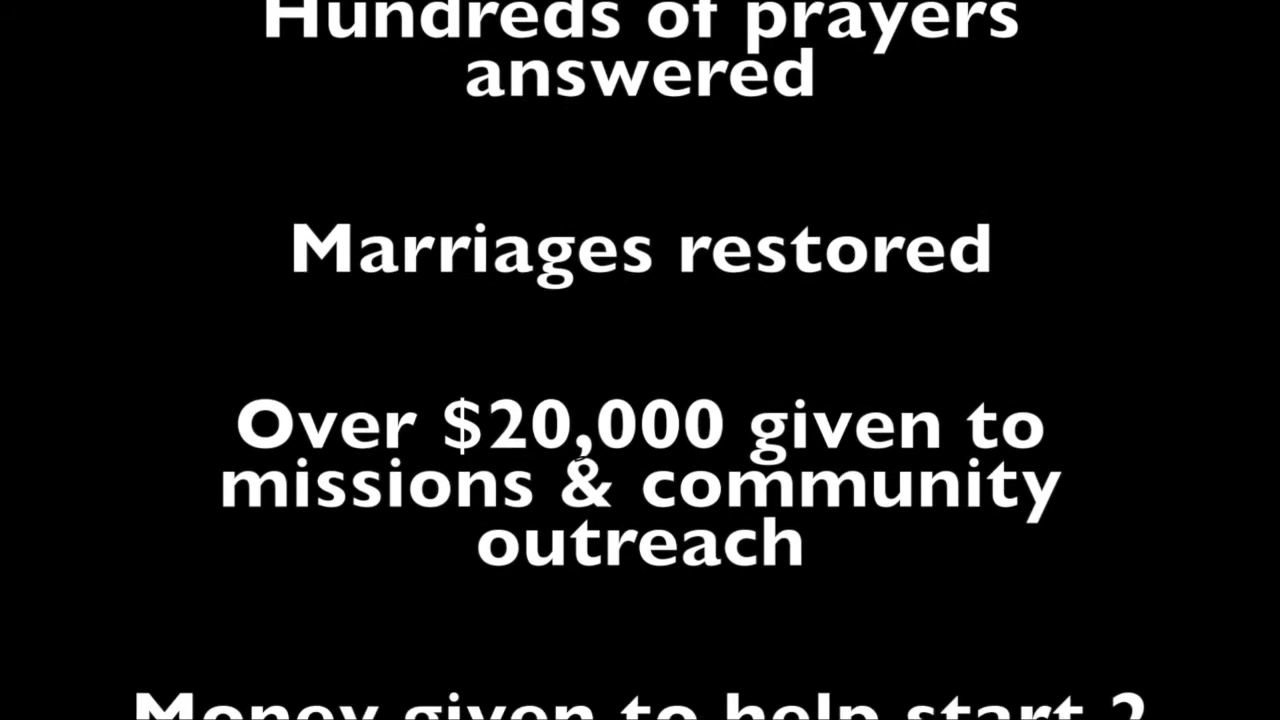 Hundreds of prayers
answered
Marriages restored
Over $20,000 given to
missions & community
outreach
Money given to help start 2